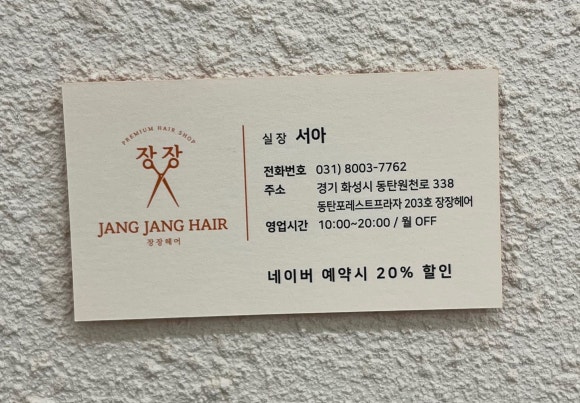 PREMIUM HAIR SHOP
장장
JANG JANG HAIR
장장헤어
실장 서아
전화번호 031) 8003-7762
주소 경기 화성시 동탄원천로 338
동탄포레스트프라자 203호 장장헤어
영업시간 10:00~20:00 / 월 OFF
네이버 예약시 20% 할인